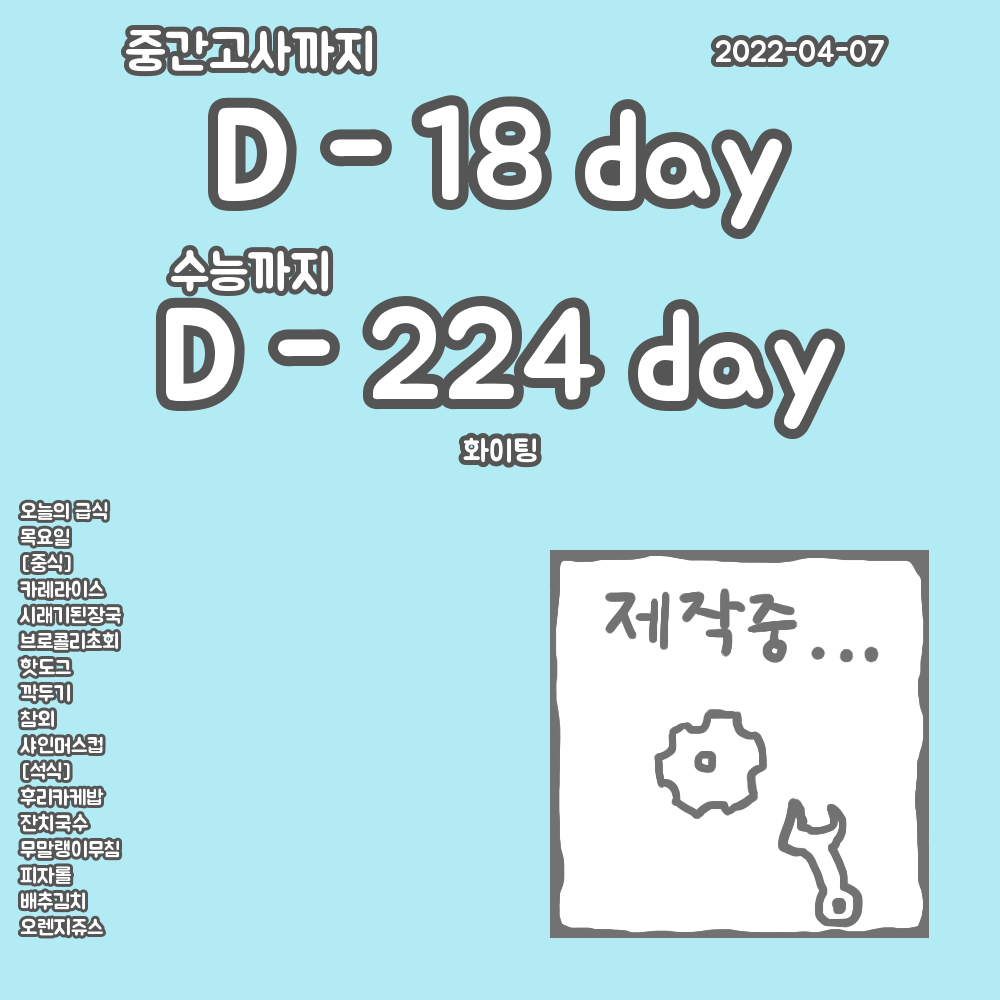 중간고사까지
2022-04-07
D - 18 day
수능까지
D - 224 day
화이팅
오늘의 급식
목요일
[중식]
카레라이스
시래기된장국
브로콜리초회
핫도그
깍두기
참외
샤인머스컵
[석식]
후리카케밥
잔치국수
무말랭이무침
피자롤
배추김치
오렌지쥬스
제작중...